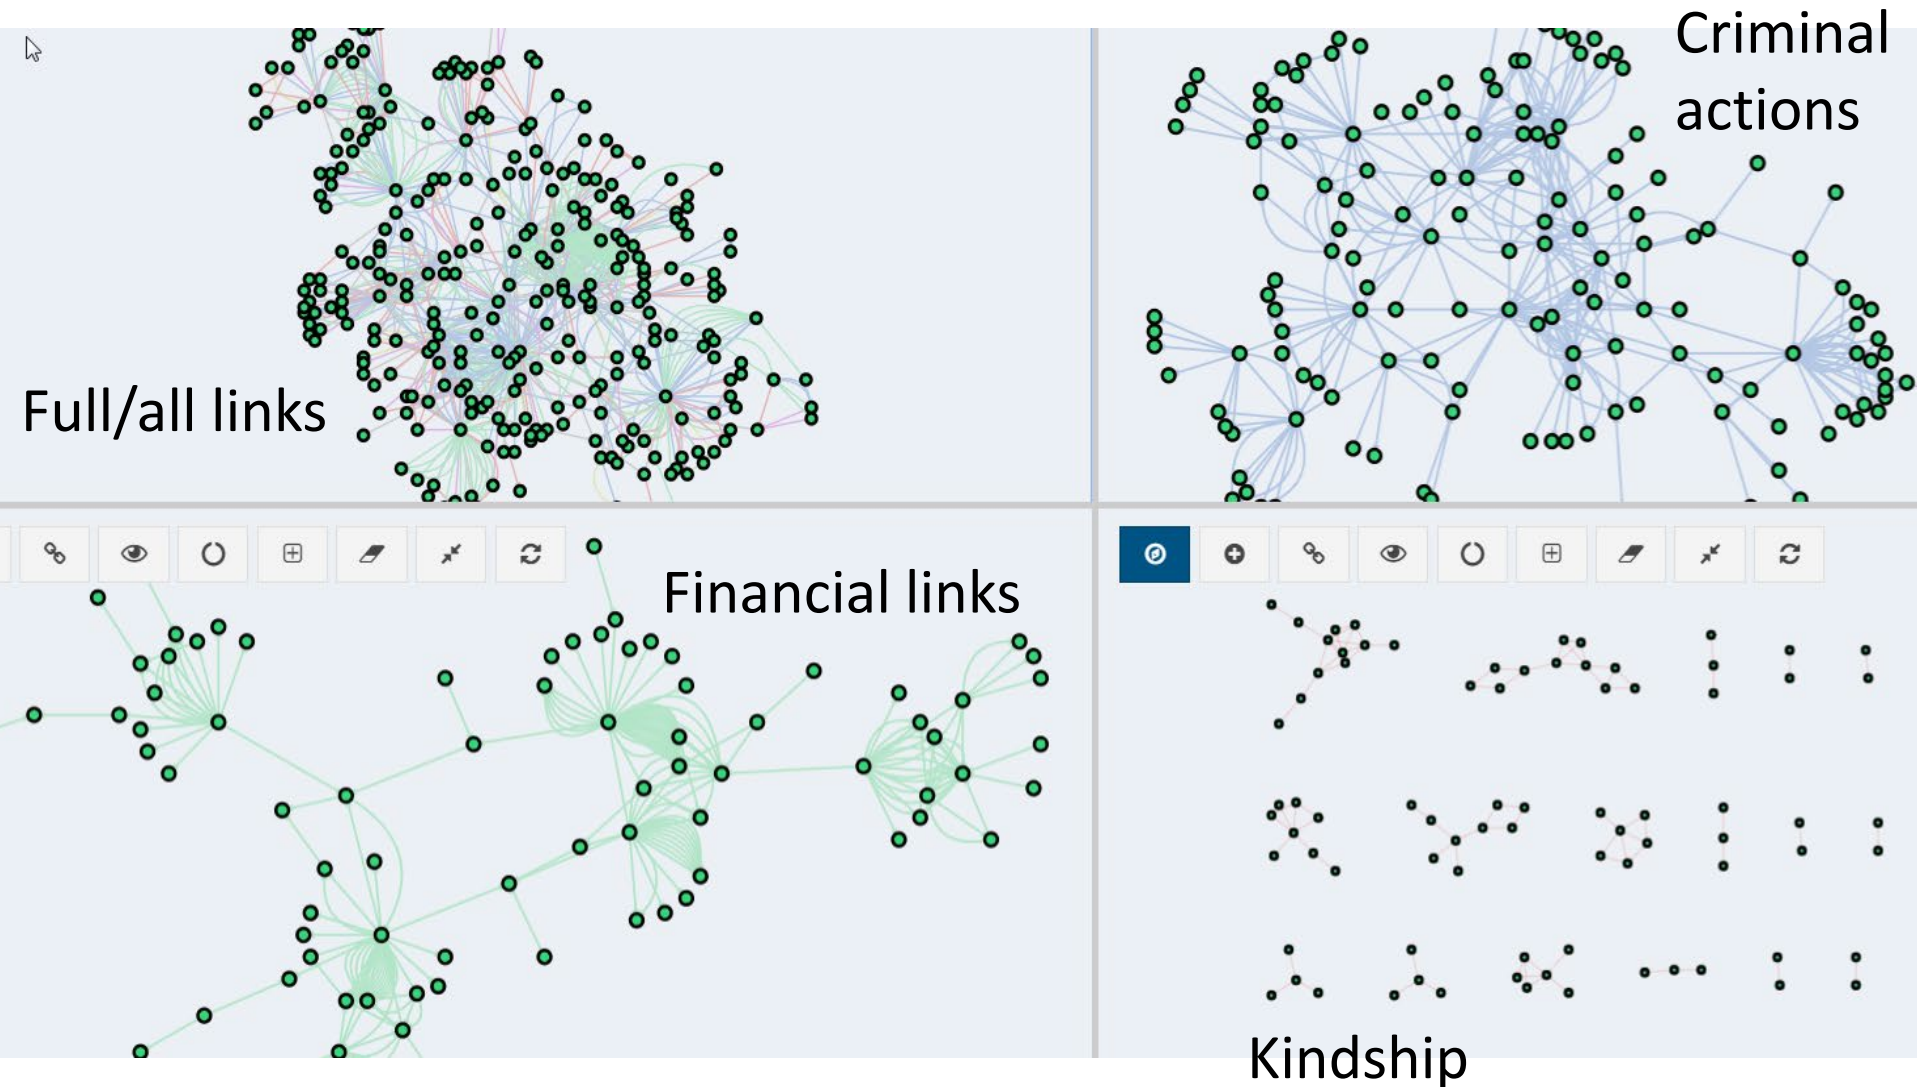 Criminal
actions
Full/all links
Financial links
Kindship